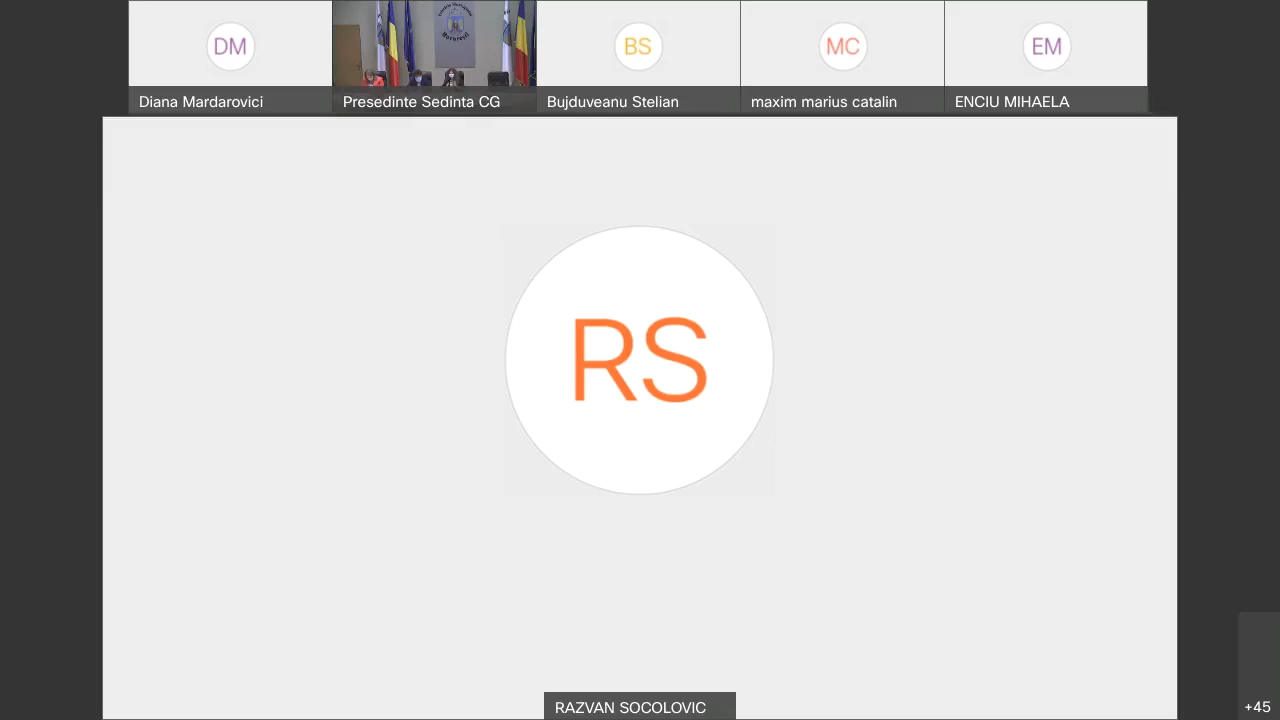 DM
BS
MC
EM
Diana Mardarovici
Presedinte Sedinta CG
Bujduveanu Stelian
maxim marius catalin
ENCIU MIHAELA
RS
RAZVAN SOCOLOVIC
+45